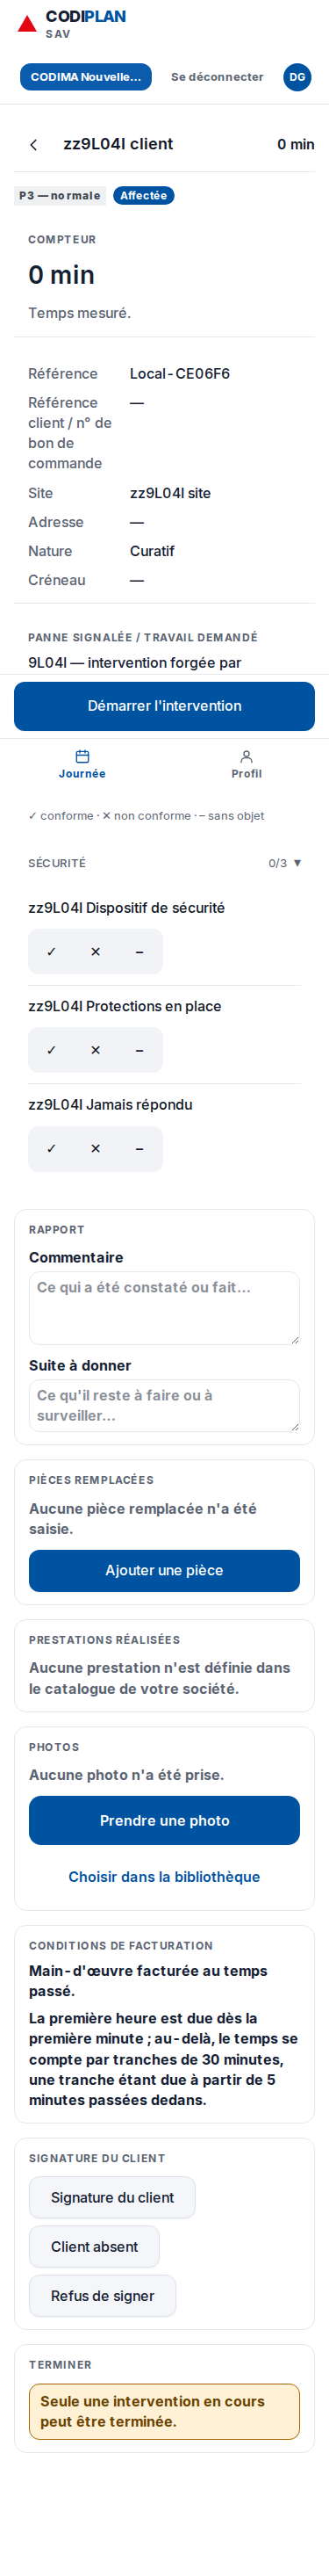 CODIPLAN
SAV
CODIMA Nouvelle...
Se déconnecter
DG
zz9L04I client
0 min
P3 — normale
Affectée
COMPTEUR
0 min
Temps mesuré.
Référence
Local-CE06F6
Référence
client / n° de
bon de
commande
—
Site
zz9L04I site
Adresse
—
Nature
Curatif
Créneau
—
PANNE SIGNALÉE / TRAVAIL DEMANDÉ
9L04I — intervention forgée par
Démarrer l'intervention
Journée
Profil
✓ conforme · ✕ non conforme · – sans objet
SÉCURITÉ
0/3 ▼
zz9L04I Dispositif de sécurité
✓ ✕ –
zz9L04I Protections en place
✓ ✕ –
zz9L04I Jamais répondu
✓ ✕ –
RAPPORT
Commentaire
Ce qui a été constaté ou fait...
Suite à donner
Ce qu'il reste à faire ou à
surveiller...
PIÈCES REMPLACÉES
Aucune pièce remplacée n'a été
saisie.
Ajouter une pièce
PRESTATIONS RÉALISÉES
Aucune prestation n'est définie dans
le catalogue de votre société.
PHOTOS
Aucune photo n'a été prise.
Prendre une photo
Choisir dans la bibliothèque
CONDITIONS DE FACTURATION
Main-d'œuvre facturée au temps
passé.
La première heure est due dès la
première minute ; au-delà, le temps se
compte par tranches de 30 minutes,
une tranche étant due à partir de 5
minutes passées dedans.
SIGNATURE DU CLIENT
Signature du client
Client absent
Refus de signer
TERMINER
Seule une intervention en cours
peut être terminée.